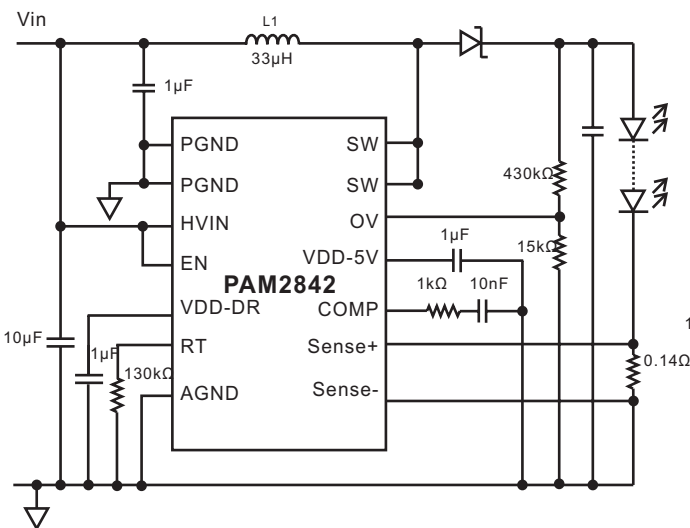 Vin
L1
33µH
1µF
PGND
SW
PGND
SW
430kΩ
HVIN
OV
1µF
15kΩ
EN
VDD-5V
PAM2842
1kΩ
10nF
VDD-DR
COMP
10µF
1µF
RT
Sense+
1
130kΩ
0.14Ω
AGND
Sense-